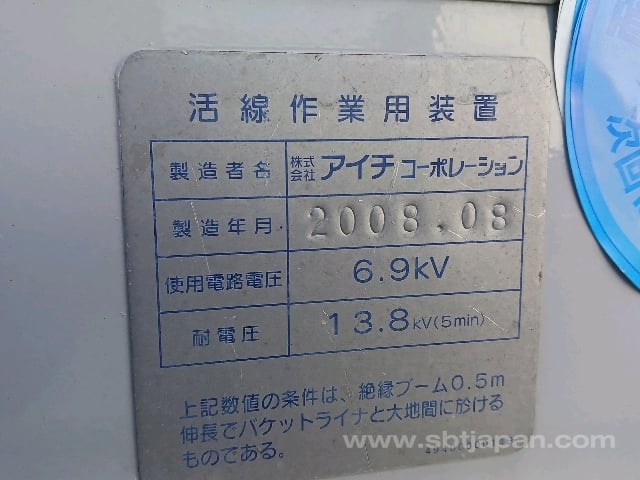 活線作業用装置
製造者名 株式会社 アイチ コーポレーション
製造年月 2008.08
使用電路電圧 6.9kV
耐電圧 13.8kV(5min)
上記数値の条件は、絶縁ブーム0.5m
伸長でバケットライナと大地間に於ける
ものである。
www.sbtjapan.com
次回